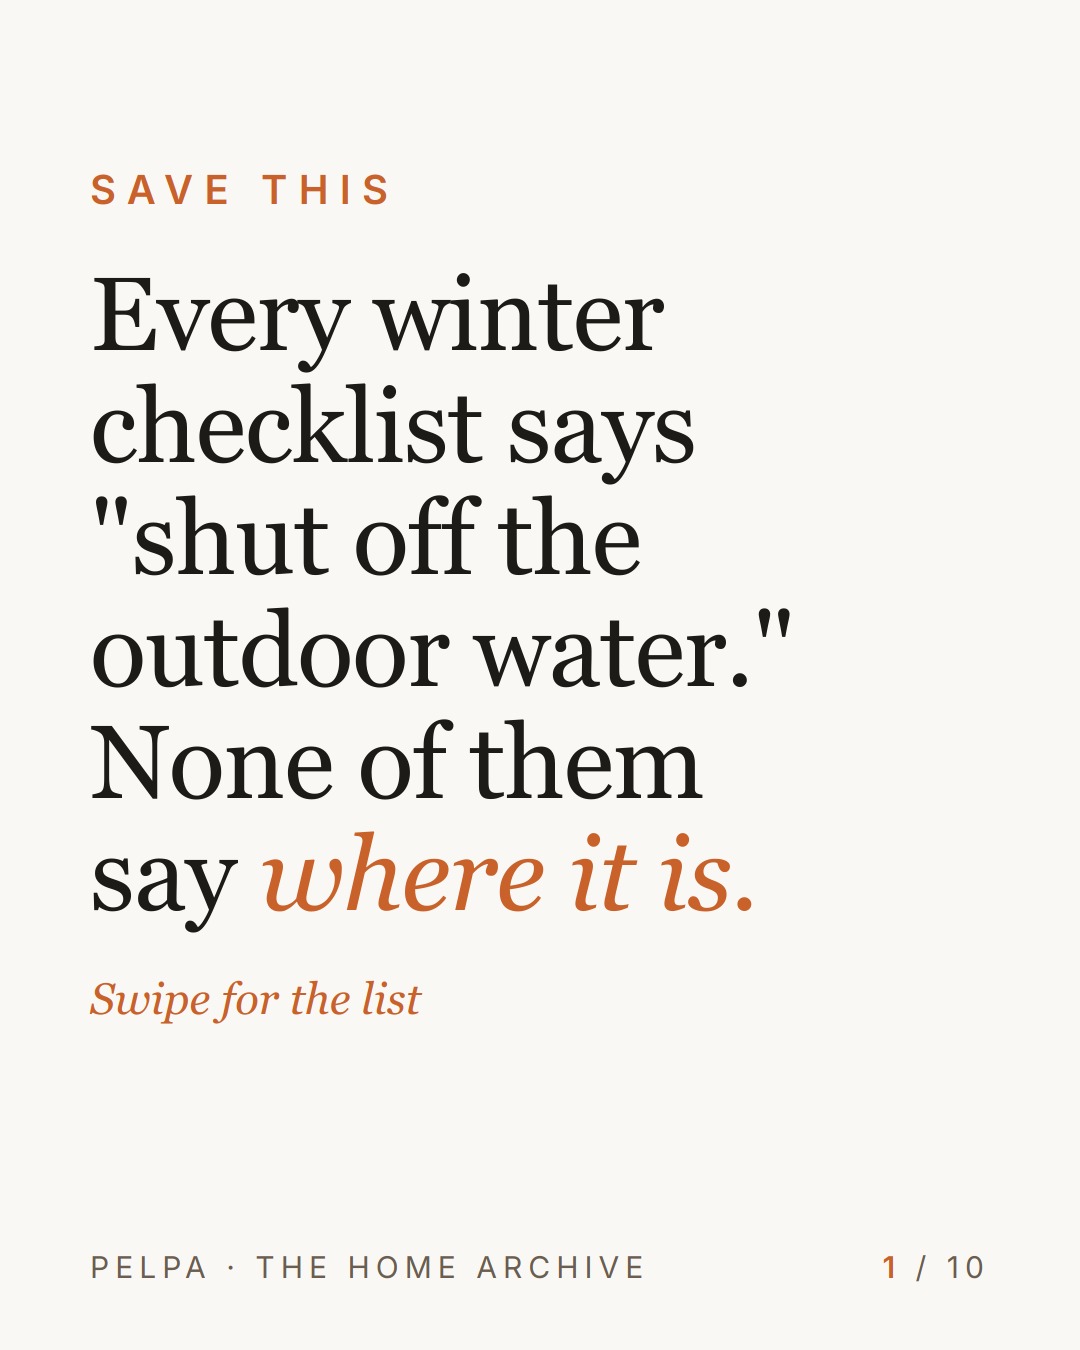 SAVE THIS
Every winter
checklist says
"shut off the
outdoor water."
None of them
say where it is.
Swipe for the list
PELPA · THE HOME ARCHIVE
1 / 10